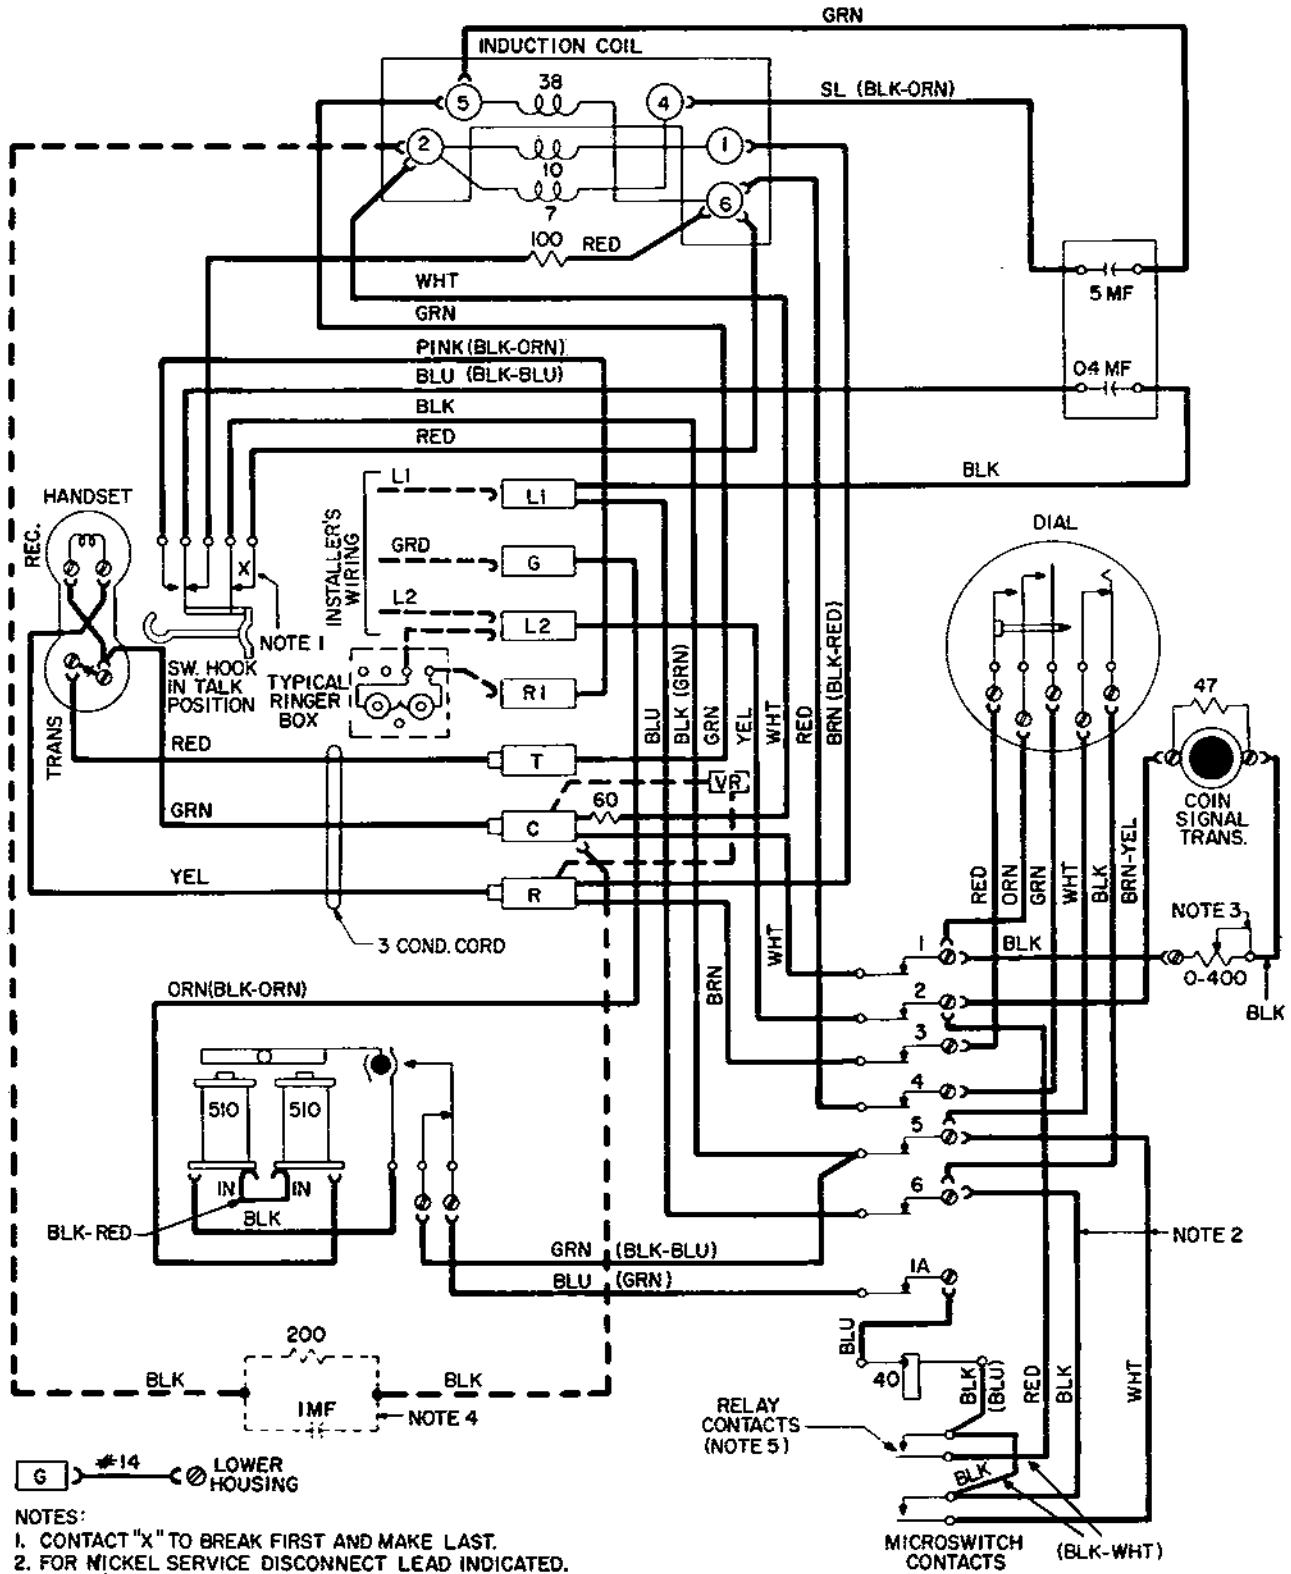 GRN
INDUCTION COIL
38
5
4
SL (BLK-ORN)
2
1
10
7
6
100
RED
WHT
5 MF
GRN
PINK(BLK-ORN)
BLU (BLK-BLU)
04 MF
BLK
RED
BLK
L1
L1
HANDSET
REC.
INSTALLER'S
WIRING
GRD
G
X
L2
L2
NOTE 1
SW. HOOK
IN TALK
POSITION
TYPICAL
RINGER
BOX
R1
DIAL
47
COIN
SIGNAL
TRANS.
TRANS
RED
T
VR
60
GRN
C
YEL
R
3 COND. CORD
BLU
BLK (GRN)
GRN
YEL
WHT
RED
BRN (BLK-RED)
RED
ORN
GRN
WHT
BLK
BRN-YEL
NOTE 3
0-400
BLK
BLK
BRN
WHT
1
2
3
4
5
6
1A
ORN(BLK-ORN)
510
510
IN
IN
BLK
BLK-RED
GRN (BLK-BLU)
BLU (GRN)
NOTE 2
BLU
40
BLK
(BLU)
RED
BLK
WHT
200
BLK
BLK
1MF
NOTE 4
RELAY
CONTACTS
(NOTE 5)
BLK
G
#14
LOWER
HOUSING
MICROSWITCH
CONTACTS
(BLK-WHT)
NOTES:
1. CONTACT "X" TO BREAK FIRST AND MAKE LAST.
2. FOR NICKEL SERVICE DISCONNECT LEAD INDICATED.